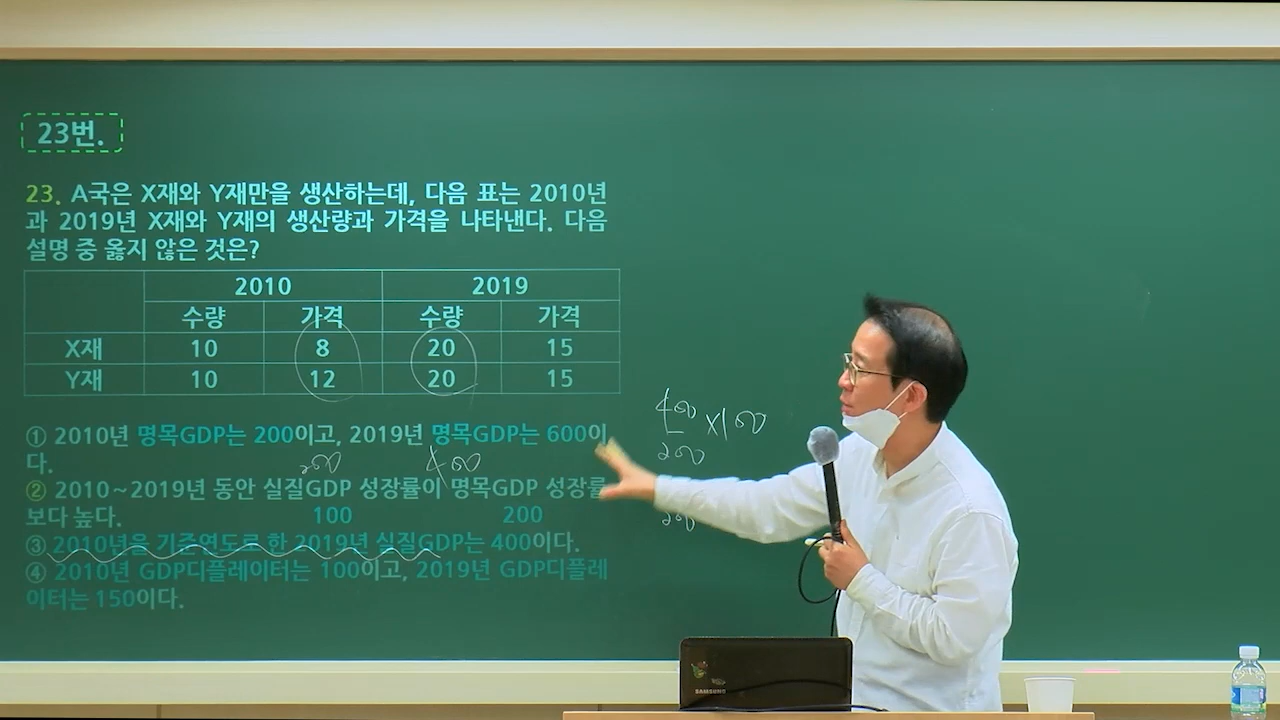 23번.
23. A국은 X재와 Y재만을 생산하는데, 다음 표는 2010년
과 2019년 X재와 Y재의 생산량과 가격을 나타낸다. 다음
설명 중 옳지 않은 것은?
2010 2019
수량 가격 수량 가격
X재 10 8 20 15
Y재 10 12 20 15
① 2010년 명목GDP는 200이고, 2019년 명목GDP는 600이
다.
200 400
② 2010~2019년 동안 실질GDP 성장률이 명목GDP 성장률
보다 높다. 100 200
③ 2010년을 기준연도로 한 2019년 실질GDP는 400이다.
④ 2010년 GDP디플레이터는 100이고, 2019년 GDP디플레
이터는 150이다.
400
200
X100
200
SAMSUNG